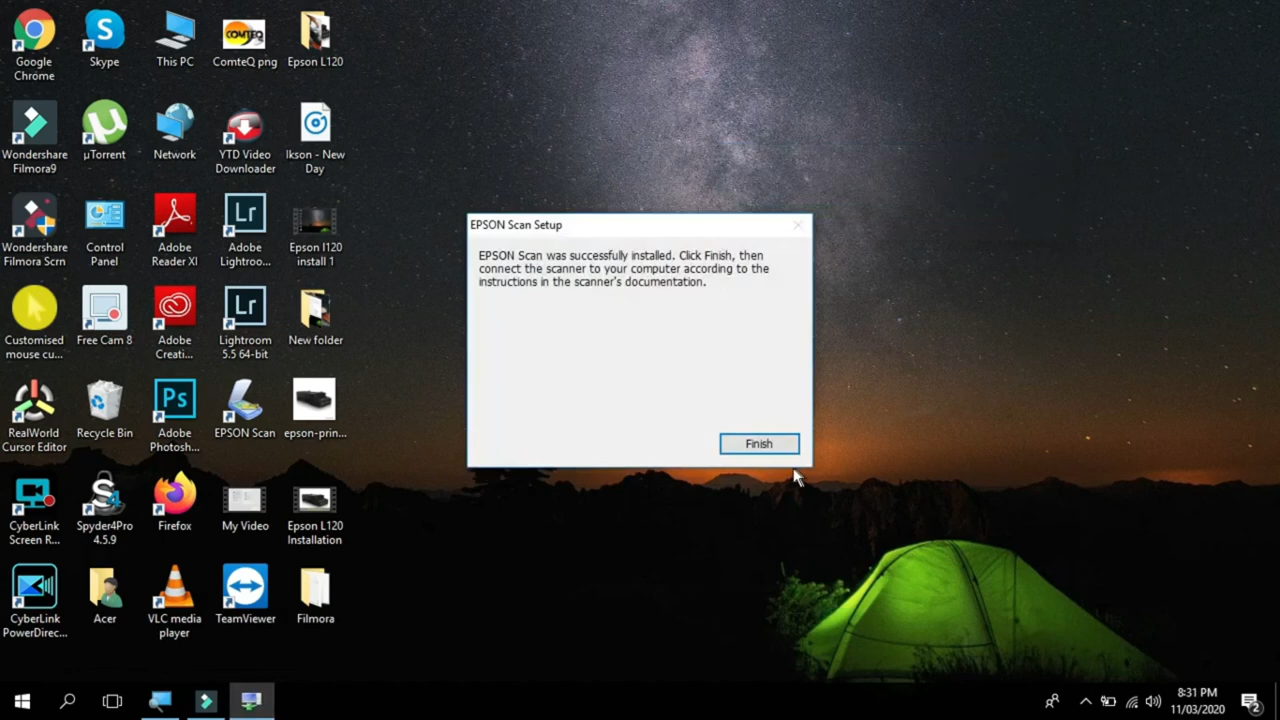 Google
Chrome
Skype
This PC
ComteQ png
Epson L120
Wondershare
Filmora9
µTorrent
Network
YTD Video
Downloader
Ikson - New
Day
Wondershare
Filmora Scrn
Control
Panel
Adobe
Reader XI
Adobe
Lightroo...
Epson l120
install 1
Customised
mouse cu...
Free Cam 8
Adobe
Creati...
Lightroom
5.5 64-bit
New folder
RealWorld
Cursor Editor
Recycle Bin
Adobe
Photosh...
EPSON Scan
epson-prin...
CyberLink
Screen R...
Spyder4Pro
4.5.9
Firefox
My Video
Epson L120
Installation
CyberLink
PowerDirec...
Acer
VLC media
player
TeamViewer
Filmora
COMTEQ
Lr
Lr
Ps
S
4
EPSON Scan Setup
EPSON Scan was successfully installed. Click Finish, then
connect the scanner to your computer according to the
instructions in the scanner's documentation.
Finish
8:31 PM
11/03/2020
2